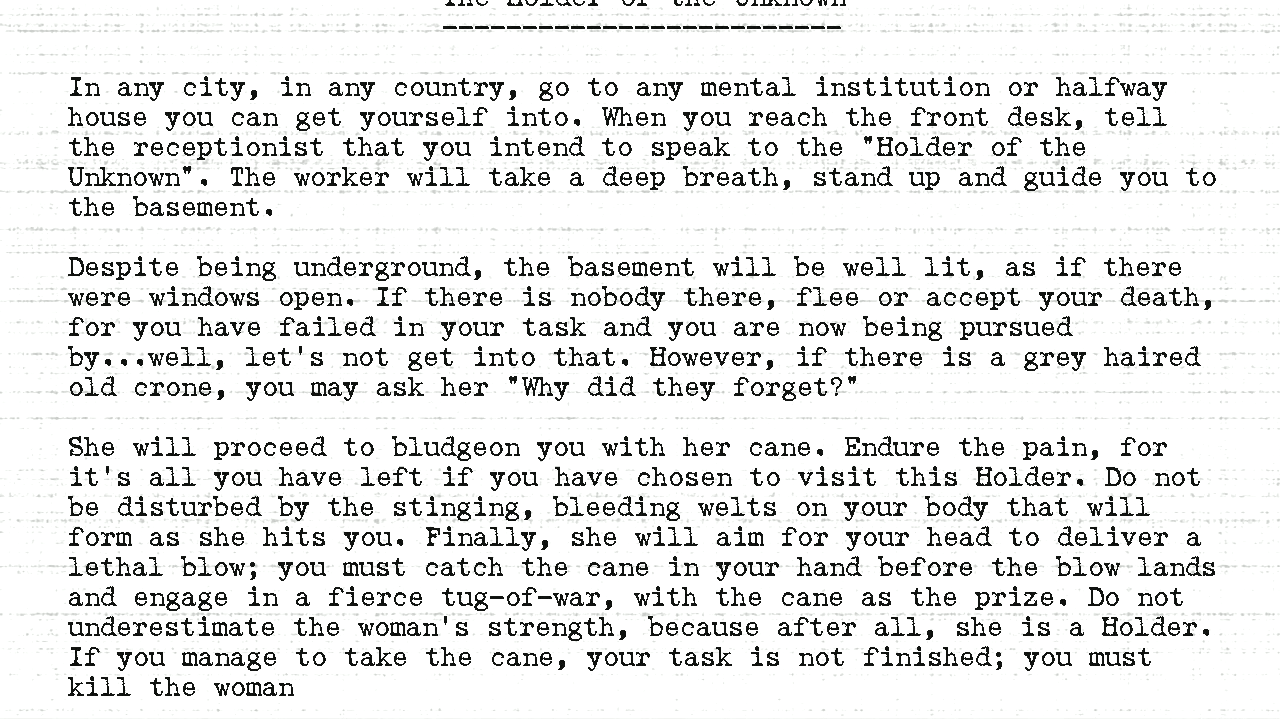 The Holder of the Unknown
-------------------------
In any city, in any country, go to any mental institution or halfway
house you can get yourself into. When you reach the front desk, tell
the receptionist that you intend to speak to the "Holder of the
Unknown". The worker will take a deep breath, stand up and guide you to
the basement.
Despite being underground, the basement will be well lit, as if there
were windows open. If there is nobody there, flee or accept your death,
for you have failed in your task and you are now being pursued
by...well, let's not get into that. However, if there is a grey haired
old crone, you may ask her "Why did they forget?"
She will proceed to bludgeon you with her cane. Endure the pain, for
it's all you have left if you have chosen to visit this Holder. Do not
be disturbed by the stinging, bleeding welts on your body that will
form as she hits you. Finally, she will aim for your head to deliver a
lethal blow; you must catch the cane in your hand before the blow lands
and engage in a fierce tug-of-war, with the cane as the prize. Do not
underestimate the woman's strength, because after all, she is a Holder.
If you manage to take the cane, your task is not finished; you must
kill the woman